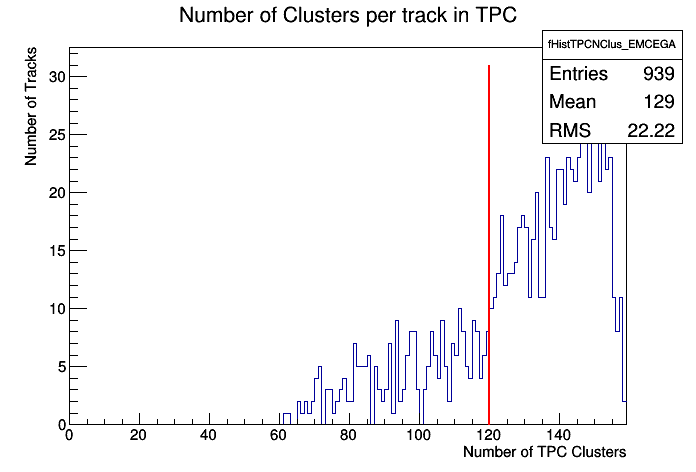 Number of Clusters per track in TPC
fHistTPCNClus_EMCEGA
Entries 939
Mean 129
RMS 22.22
Number of Tracks
30
25
20
15
10
5
0
0 20 40 60 80 100 120 140
Number of TPC Clusters